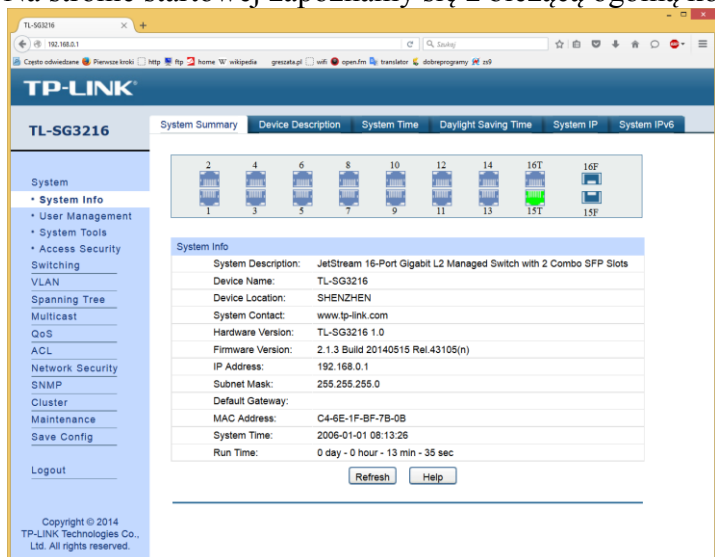 Na stronie startowej zapoznamy się z bieżącą ogólną
TL-SG3216
192.168.0.1
Szukaj
Często odwiedzane Pierwsze kroki http ftp home wikipedia greszata.pl wifi open.fm translator dobreprogramy zs9
TP-LINK®
TL-SG3216
System Summary Device Description System Time Daylight Saving Time System IP System IPv6
2 4 6 8 10 12 14 16T 16F
1 3 5 7 9 11 13 15T 15F
System
• System Info
• User Management
• System Tools
• Access Security
Switching
VLAN
Spanning Tree
Multicast
QoS
ACL
Network Security
SNMP
Cluster
Maintenance
Save Config
Logout
System Info
System Description: JetStream 16-Port Gigabit L2 Managed Switch with 2 Combo SFP Slots
Device Name: TL-SG3216
Device Location: SHENZHEN
System Contact: www.tp-link.com
Hardware Version: TL-SG3216 1.0
Firmware Version: 2.1.3 Build 20140515 Rel.43105(n)
IP Address: 192.168.0.1
Subnet Mask: 255.255.255.0
Default Gateway:
MAC Address: C4-6E-1F-BF-7B-0B
System Time: 2006-01-01 08:13:26
Run Time: 0 day - 0 hour - 13 min - 35 sec
Refresh Help
Copyright © 2014
TP-LINK Technologies Co.,
Ltd. All rights reserved.